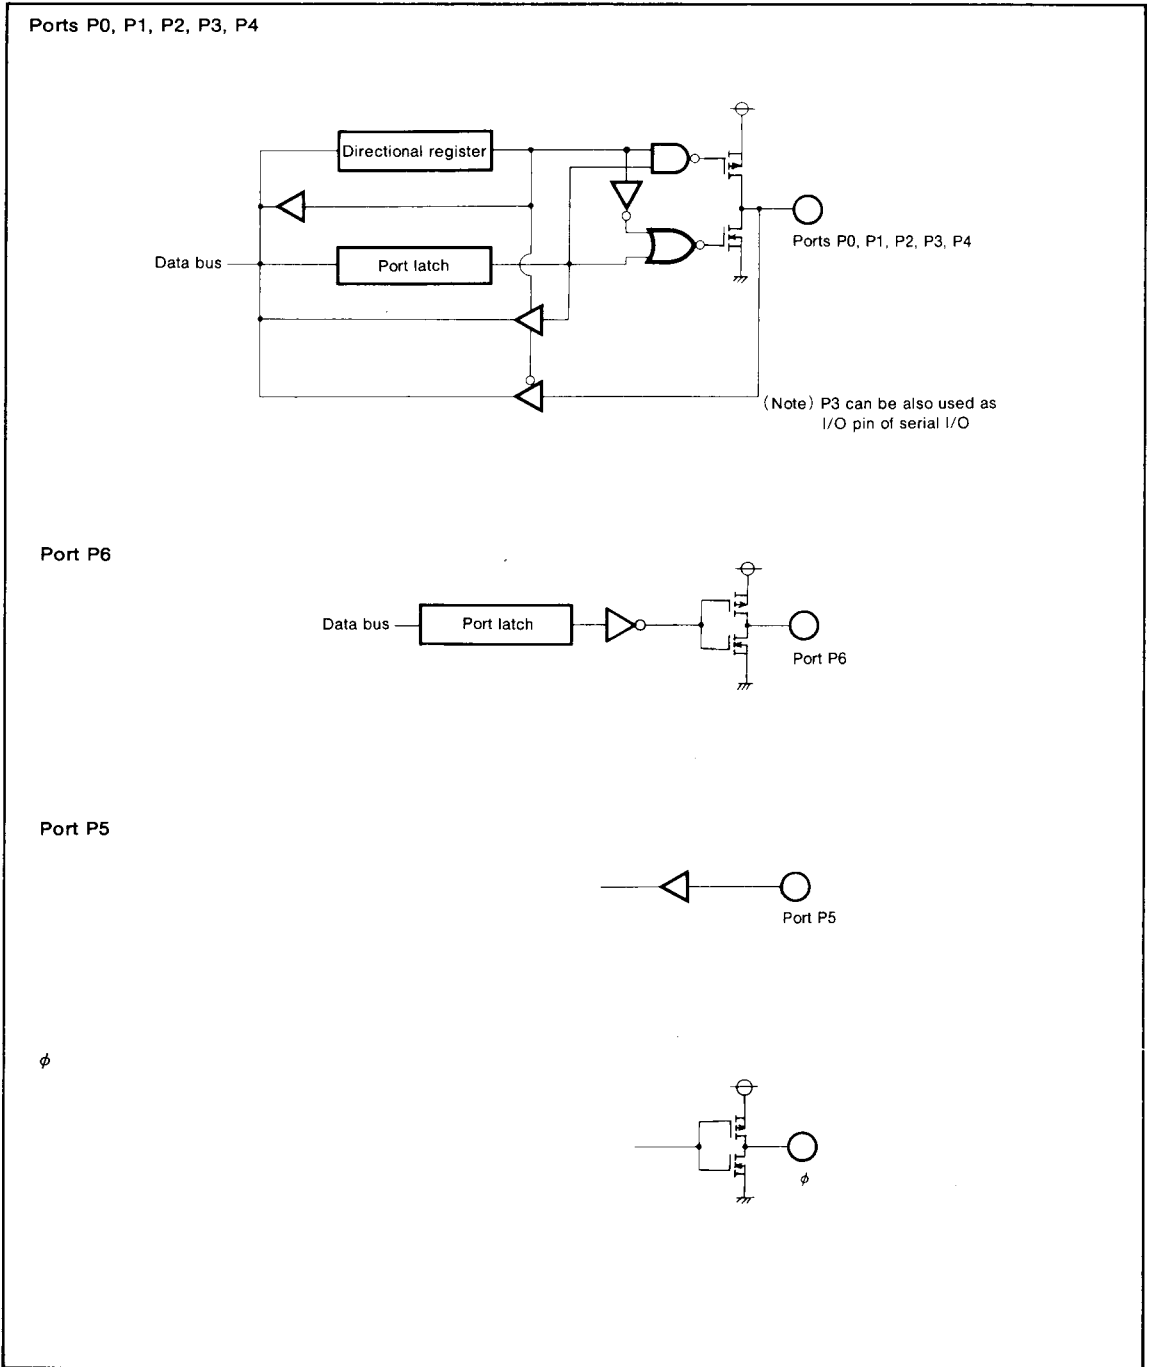 Ports P0, P1, P2, P3, P4
Directional register
Ports P0, P1, P2, P3, P4
Data bus
Port latch
(Note) P3 can be also used as
I/O pin of serial I/O
Port P6
Data bus
Port latch
Port P6
Port P5
Port P5
ϕ
ϕ